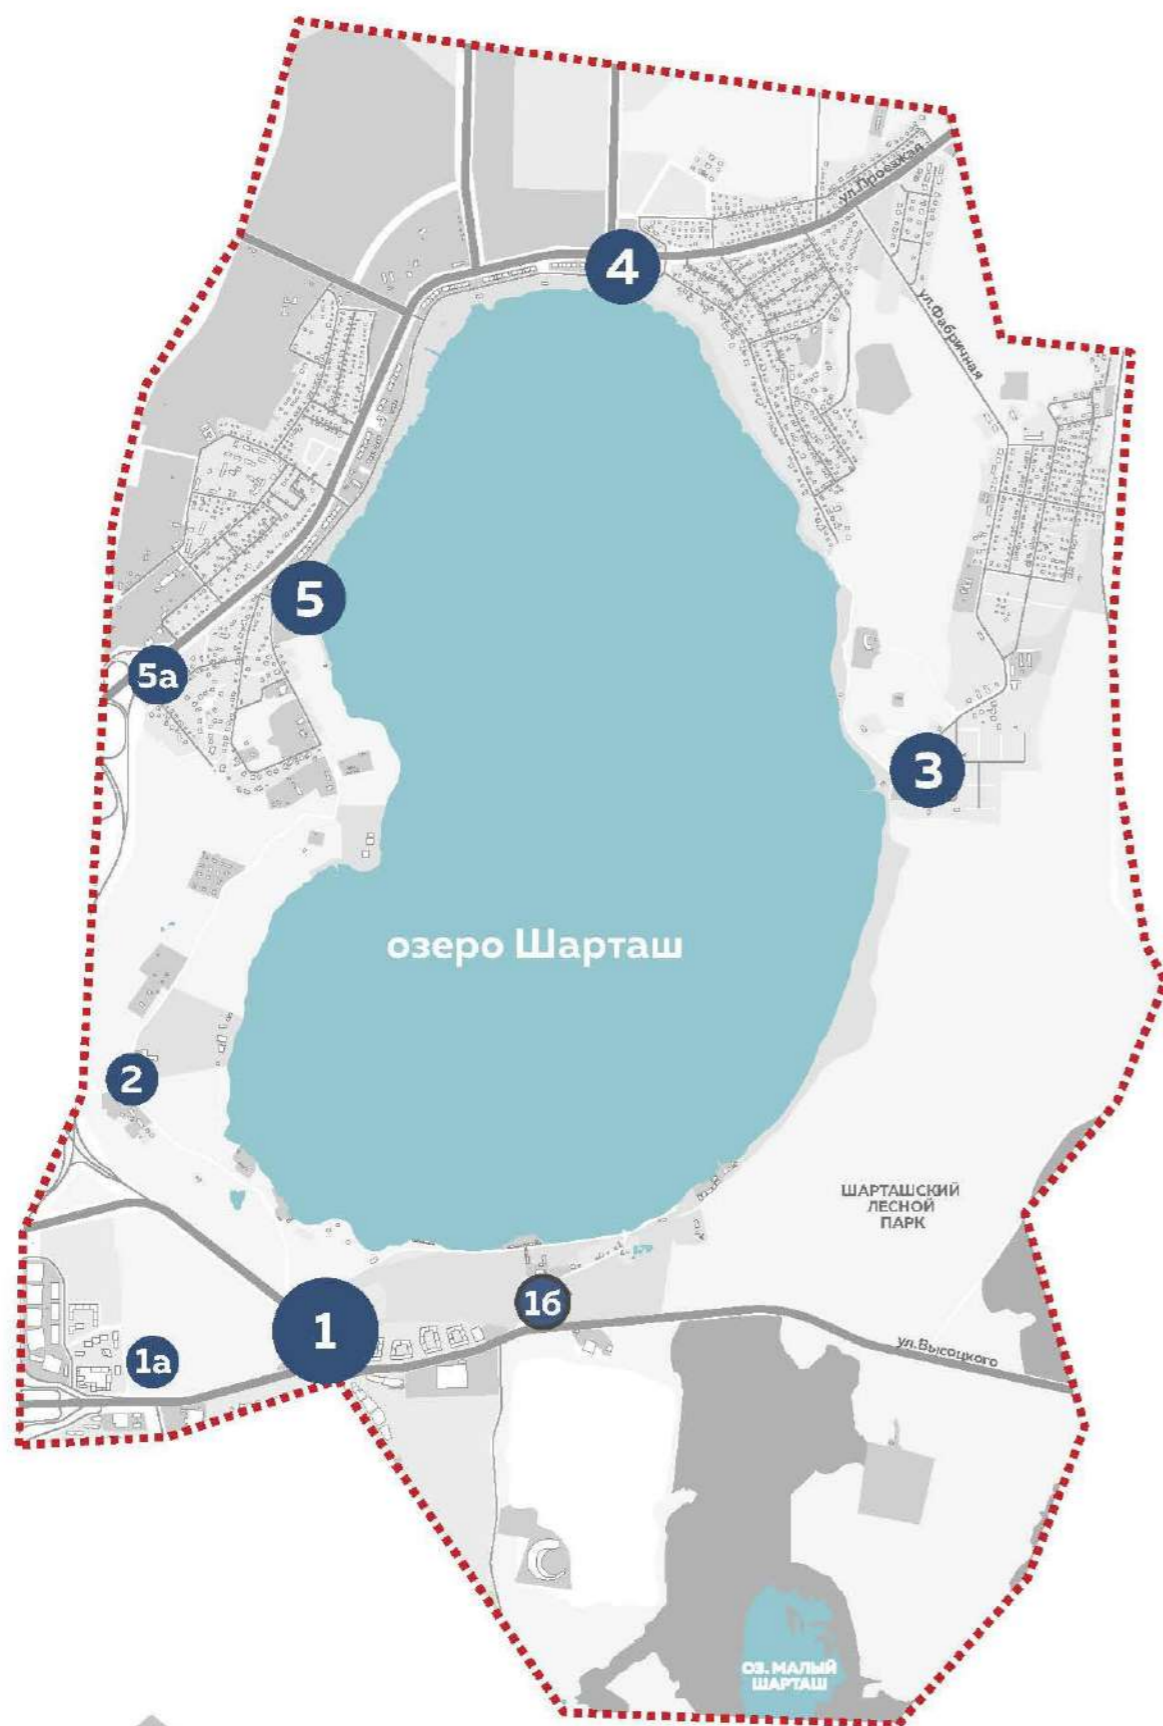 ул.Проезжая
4
ул.Фабричная
5
5а
3
озеро Шарташ
2
ШАРТАШСКИЙ
ЛЕСНОЙ
ПАРК
1
1б
1а
ул.Высоцкого
ОЗ. МАЛЫЙ
ШАРТАШ